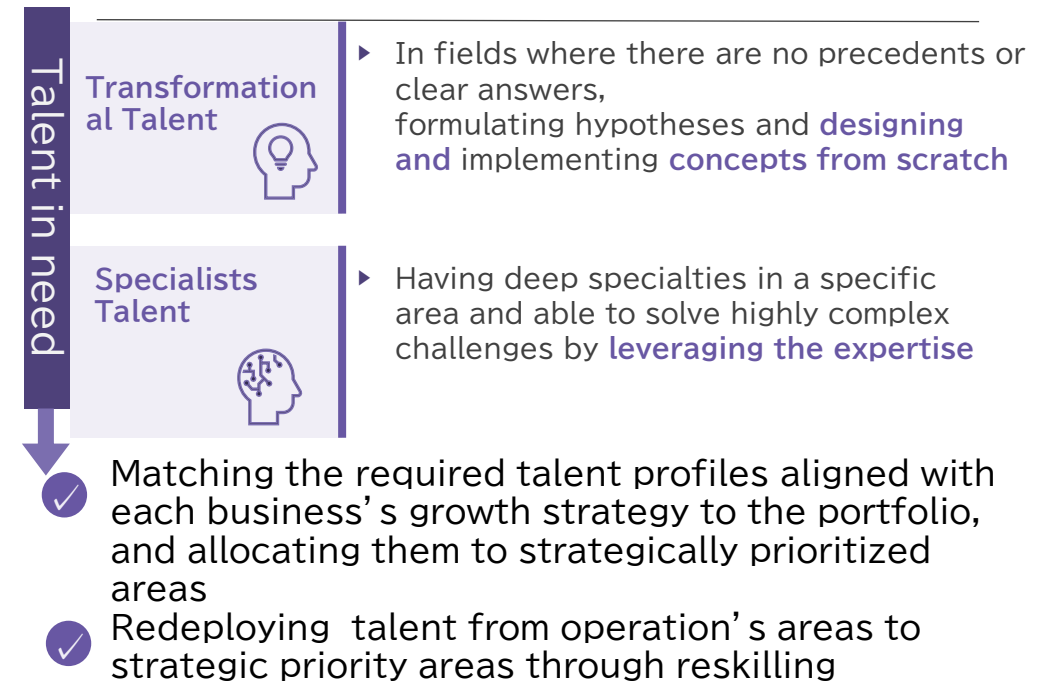 Talent in need
Transformation
al Talent
▶ In fields where there are no precedents or
clear answers,
formulating hypotheses and designing
and implementing concepts from scratch
Specialists
Talent
▶ Having deep specialties in a specific
area and able to solve highly complex
challenges by leveraging the expertise
Matching the required talent profiles aligned with
each business’s growth strategy to the portfolio,
and allocating them to strategically prioritized
areas
Redeploying  talent from operation’s areas to
strategic priority areas through reskilling